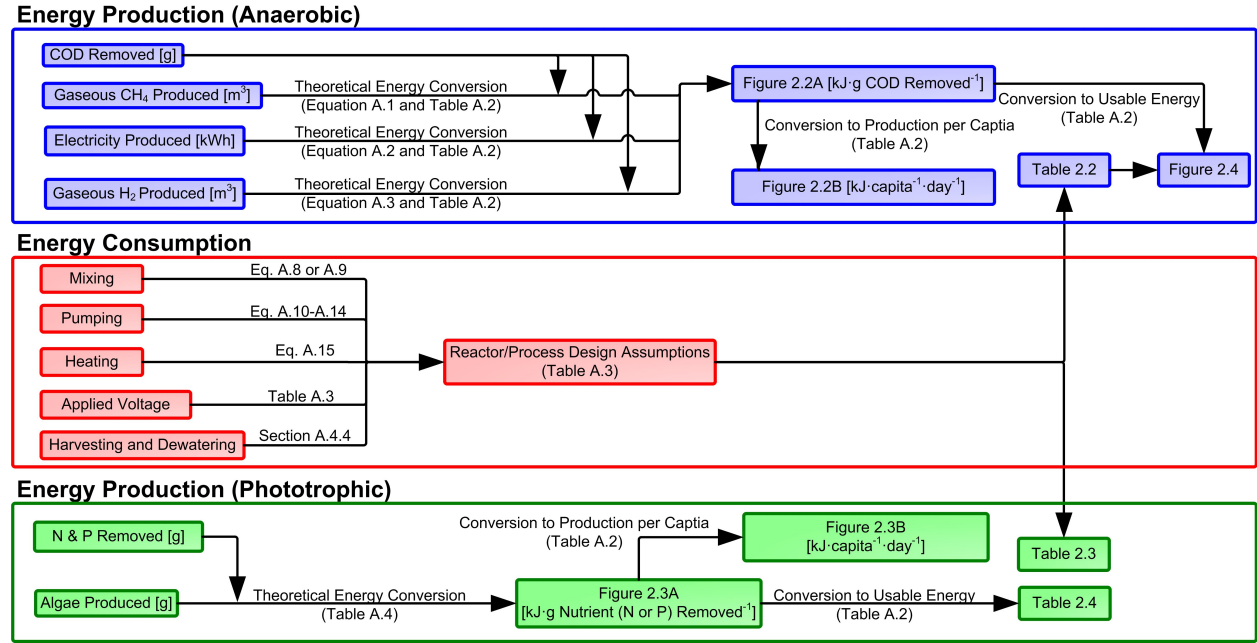 Energy Production (Anaerobic)
COD Removed [g]
Gaseous CH₄ Produced [m³]
Theoretical Energy Conversion
(Equation A.1 and Table A.2)
Electricity Produced [kWh]
Theoretical Energy Conversion
(Equation A.2 and Table A.2)
Gaseous H₂ Produced [m³]
Theoretical Energy Conversion
(Equation A.3 and Table A.2)
Figure 2.2A [kJ·g COD Removed⁻¹]
Conversion to Usable Energy
(Table A.2)
Conversion to Production per Captia
(Table A.2)
Figure 2.2B [kJ·capita⁻¹·day⁻¹]
Table 2.2
Figure 2.4
Energy Consumption
Mixing
Eq. A.8 or A.9
Pumping
Eq. A.10-A.14
Heating
Eq. A.15
Applied Voltage
Table A.3
Harvesting and Dewatering
Section A.4.4
Reactor/Process Design Assumptions
(Table A.3)
Energy Production (Phototrophic)
N & P Removed [g]
Algae Produced [g]
Theoretical Energy Conversion
(Table A.4)
Conversion to Production per Captia
(Table A.2)
Figure 2.3B
[kJ·capita⁻¹·day⁻¹]
Figure 2.3A
[kJ·g Nutrient (N or P) Removed⁻¹]
Conversion to Usable Energy
(Table A.2)
Table 2.3
Table 2.4